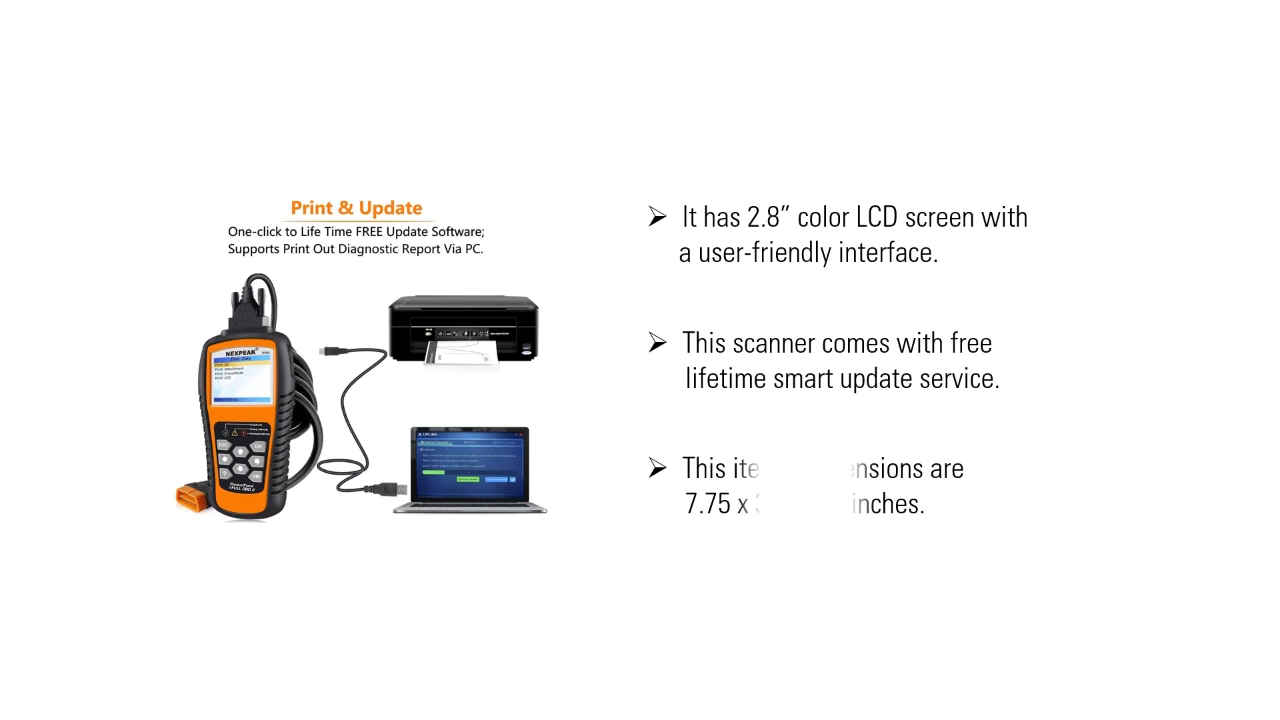 Print & Update
One-click to Life Time FREE Update Software;
Supports Print Out Diagnostic Report Via PC.
NEXPEAK
ESC
OK
➢ It has 2.8” color LCD screen with
a user-friendly interface.
➢ This scanner comes with free
lifetime smart update service.
➢ This are
7.75 x inches.